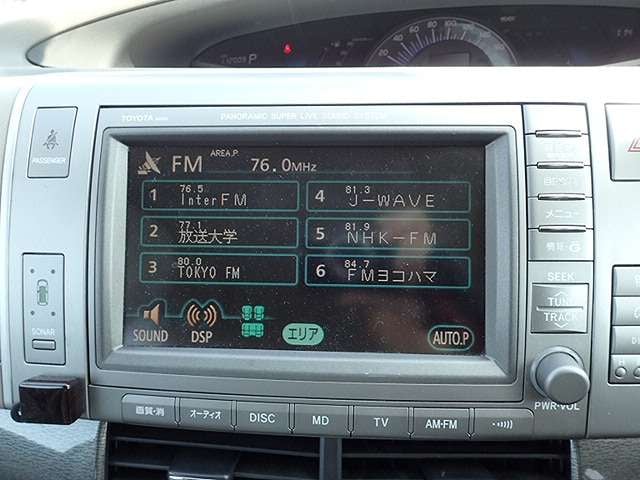 P
TOYOTA
PANORAMIC SUPER LIVE SOUND SYSTEM
PASSENGER
FM AREA.P 76.0MHz
1 76.5 InterFM
4 81.3 J-WAVE
2 77.1 放送大学
5 81.9 NHK-FM
3 80.0 TOKYO FM
6 84.7 FMヨコハマ
メニュー
SEEK
TUNE
TRACK
SONAR
SOUND
DSP
エリア
AUTO.P
PWR•VOL
画質・消
オーディオ
DISC
MD
TV
AM•FM